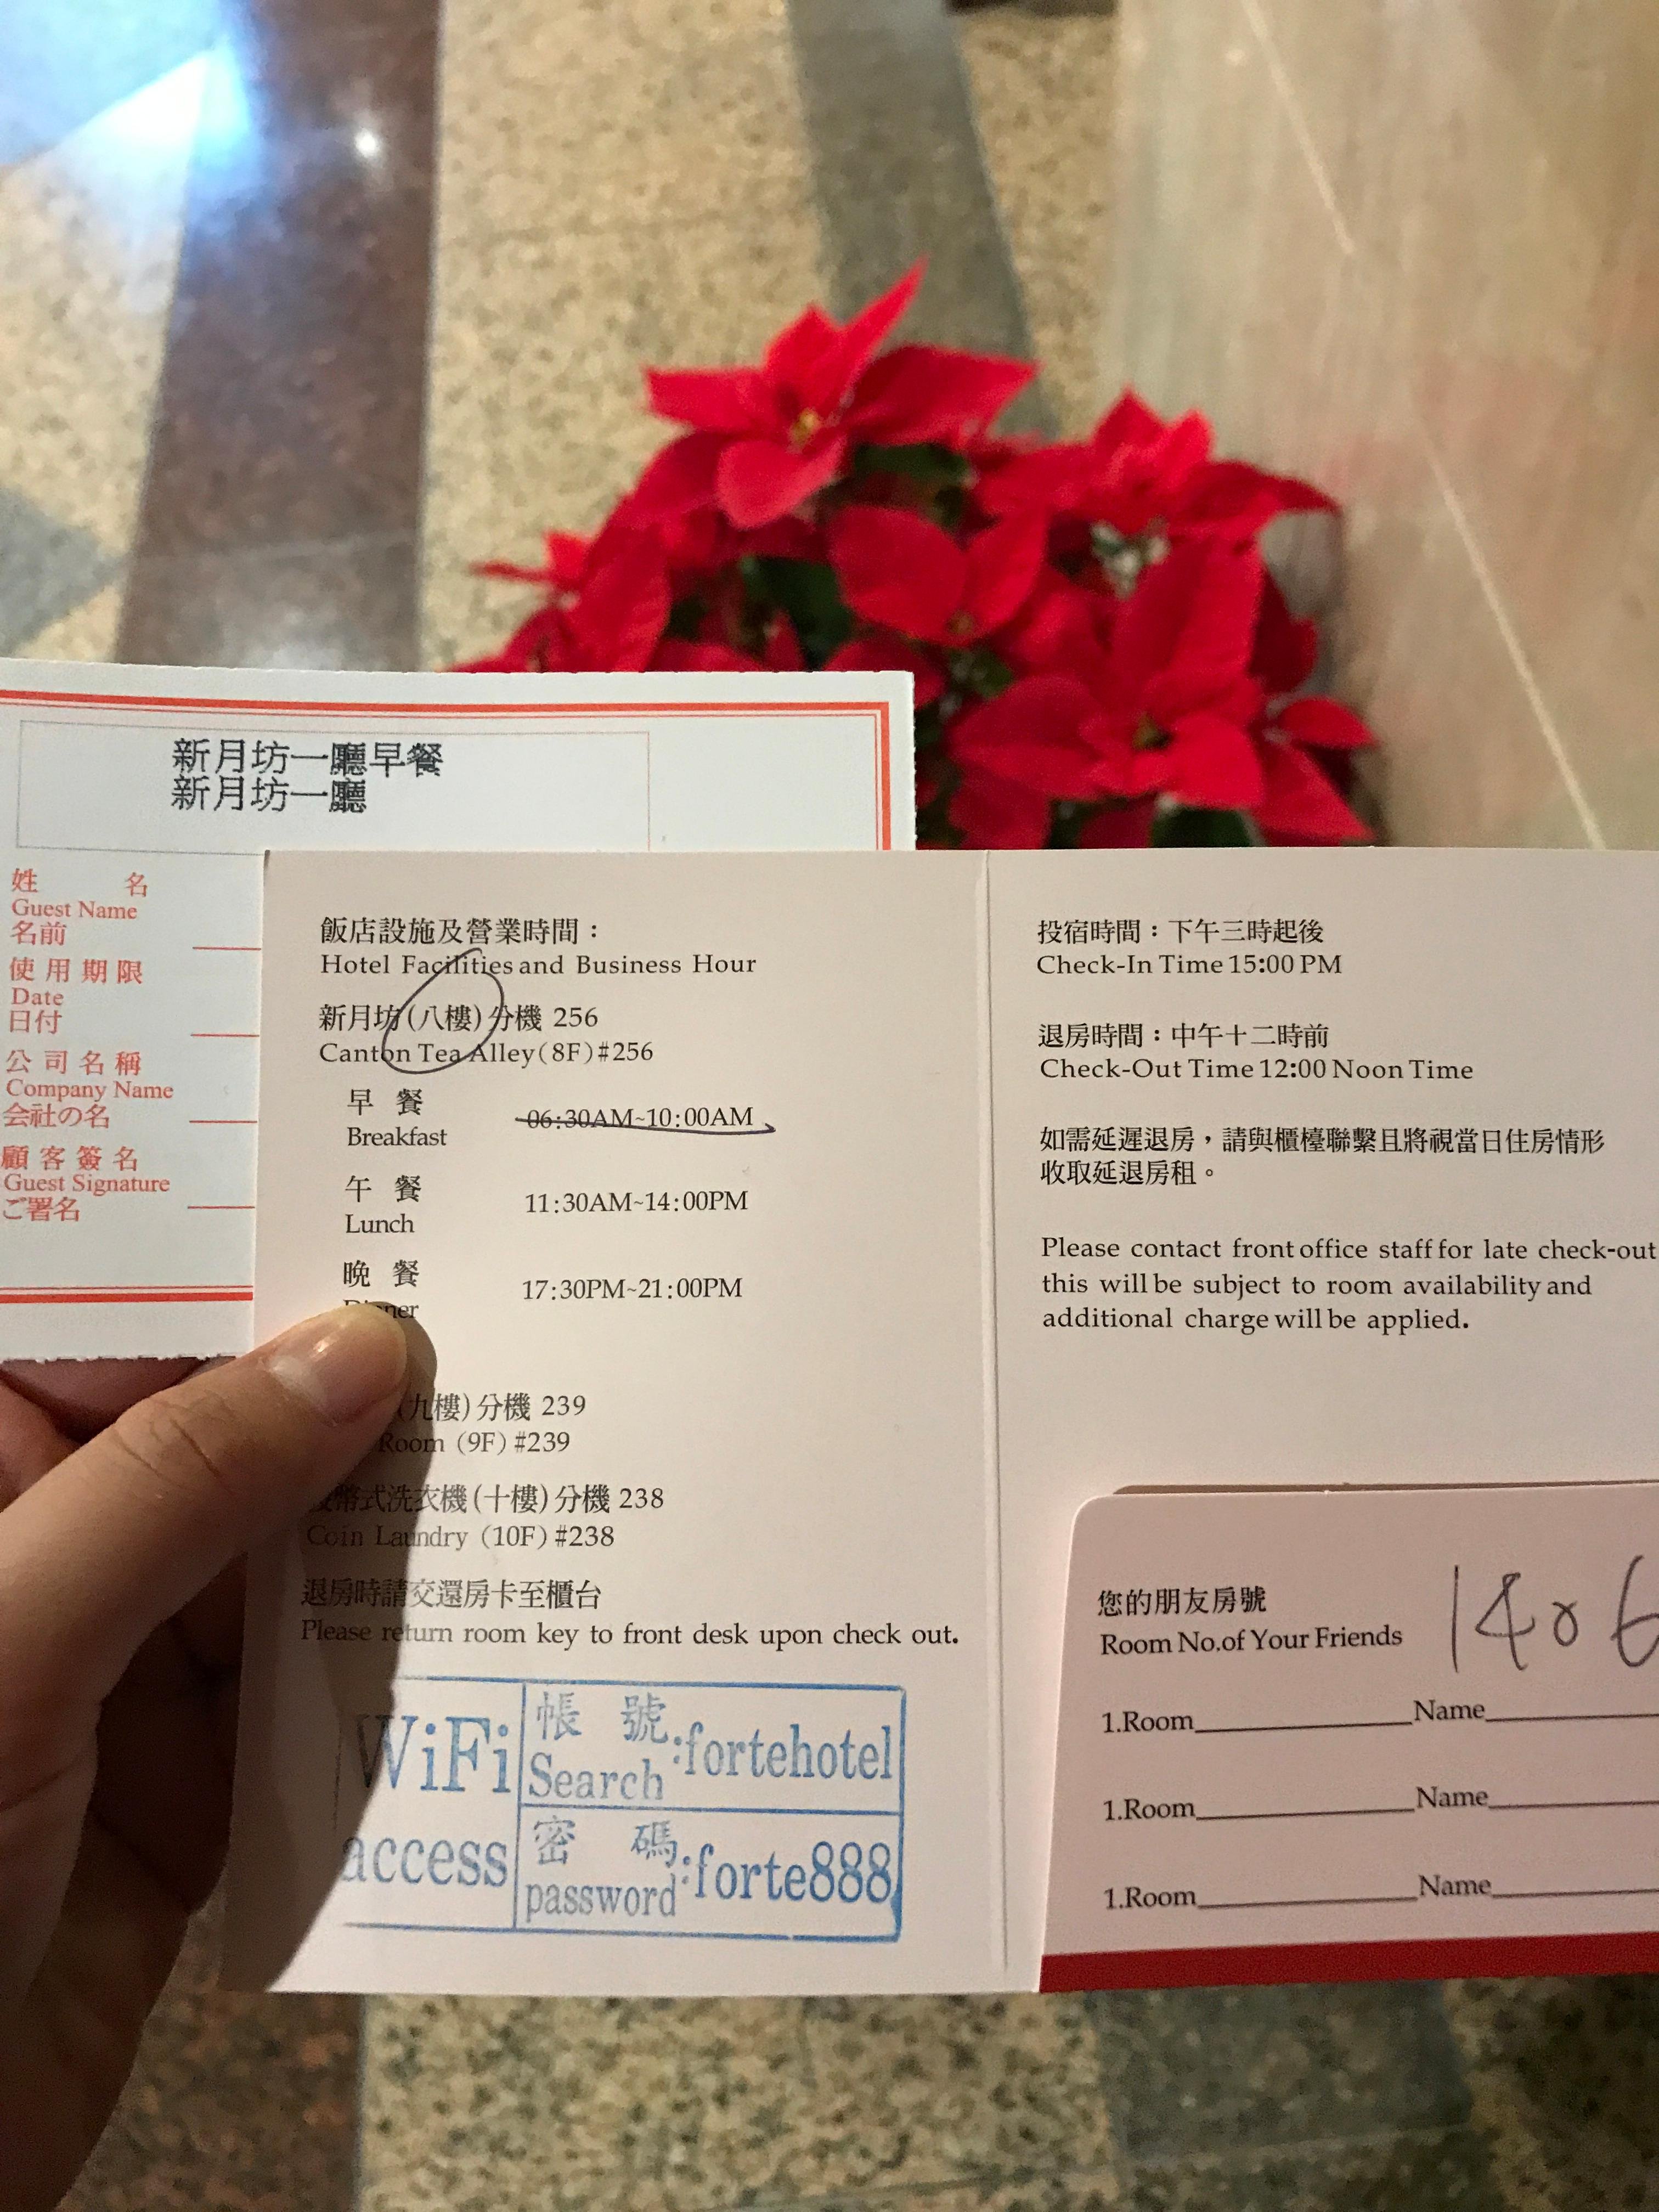 新月坊一廳早餐
新月坊一廳
姓 名
Guest Name
名前
使用期限
Date
日付
公司名稱
Company Name
会社の名
顧客簽名
Guest Signature
ご署名
飯店設施及營業時間：
Hotel Facilities and Business Hour
新月坊(八樓)分機 256
Canton Tea Alley(8F)#256
早 餐 06:30AM~10:00AM
Breakfast
午 餐 11:30AM~14:00PM
Lunch
晚 餐 17:30PM~21:00PM
Dinner
(九樓)分機 239
Room (9F)#239
投幣式洗衣機(十樓)分機 238
Coin Laundry (10F)#238
退房時請交還房卡至櫃台
Please return room key to front desk upon check out.
WiFi access
帳 號
Search :fortehotel
密 碼
password :forte888
投宿時間：下午三時起後
Check-In Time 15:00 PM
退房時間：中午十二時前
Check-Out Time 12:00 Noon Time
如需延遲退房，請與櫃檯聯繫且將視當日住房情形
收取延退房租。
Please contact front office staff for late check-out
this will be subject to room availability and
additional charge will be applied.
您的朋友房號 1406
Room No.of Your Friends
1.Room Name
1.Room Name
1.Room Name